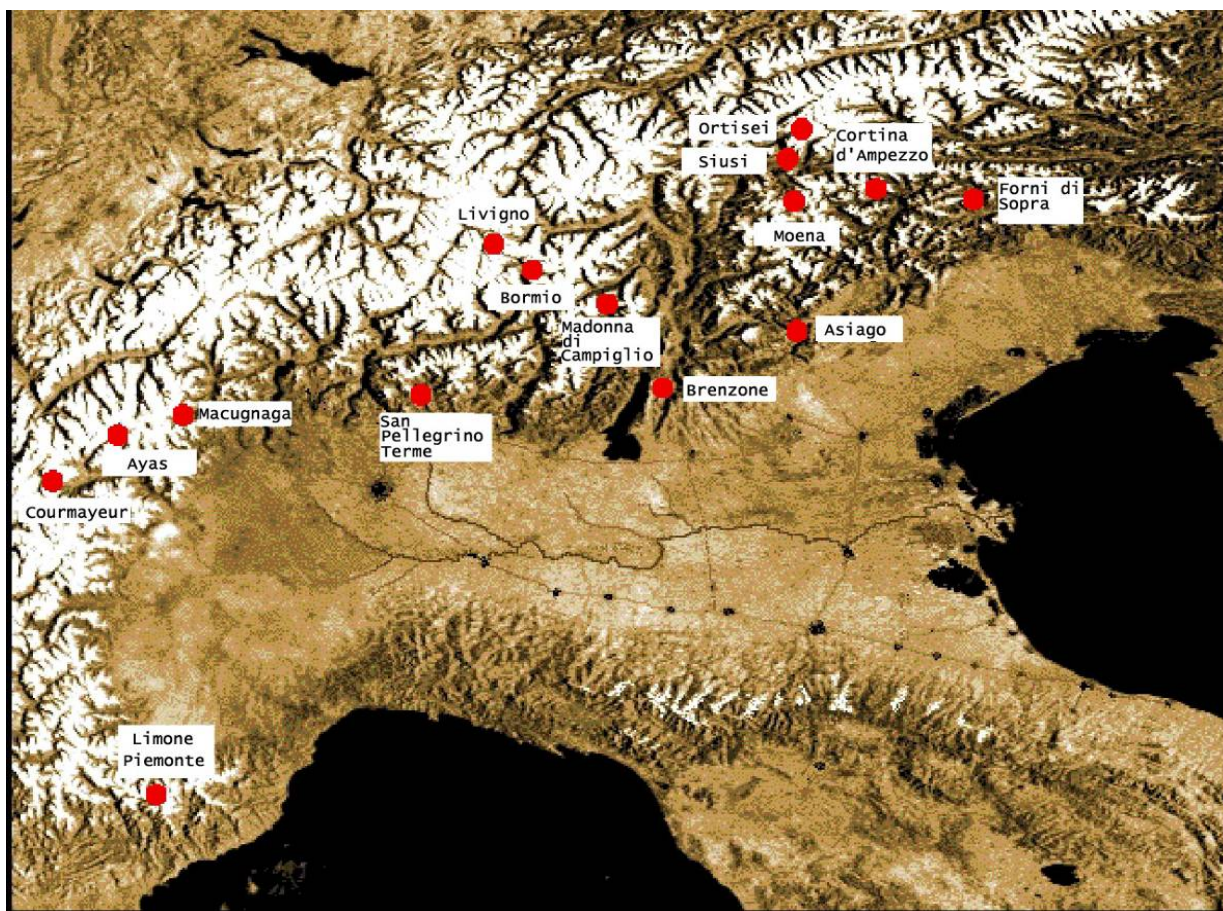 Ortisei
Cortina
d'Ampezzo
Siusi
Forni di
Sopra
Livigno
Moena
Bormio
Madonna
di
Campiglio
Asiago
Brenzone
Macugnaga
San
Pellegrino
Terme
Ayas
Courmayeur
Limone
Piemonte